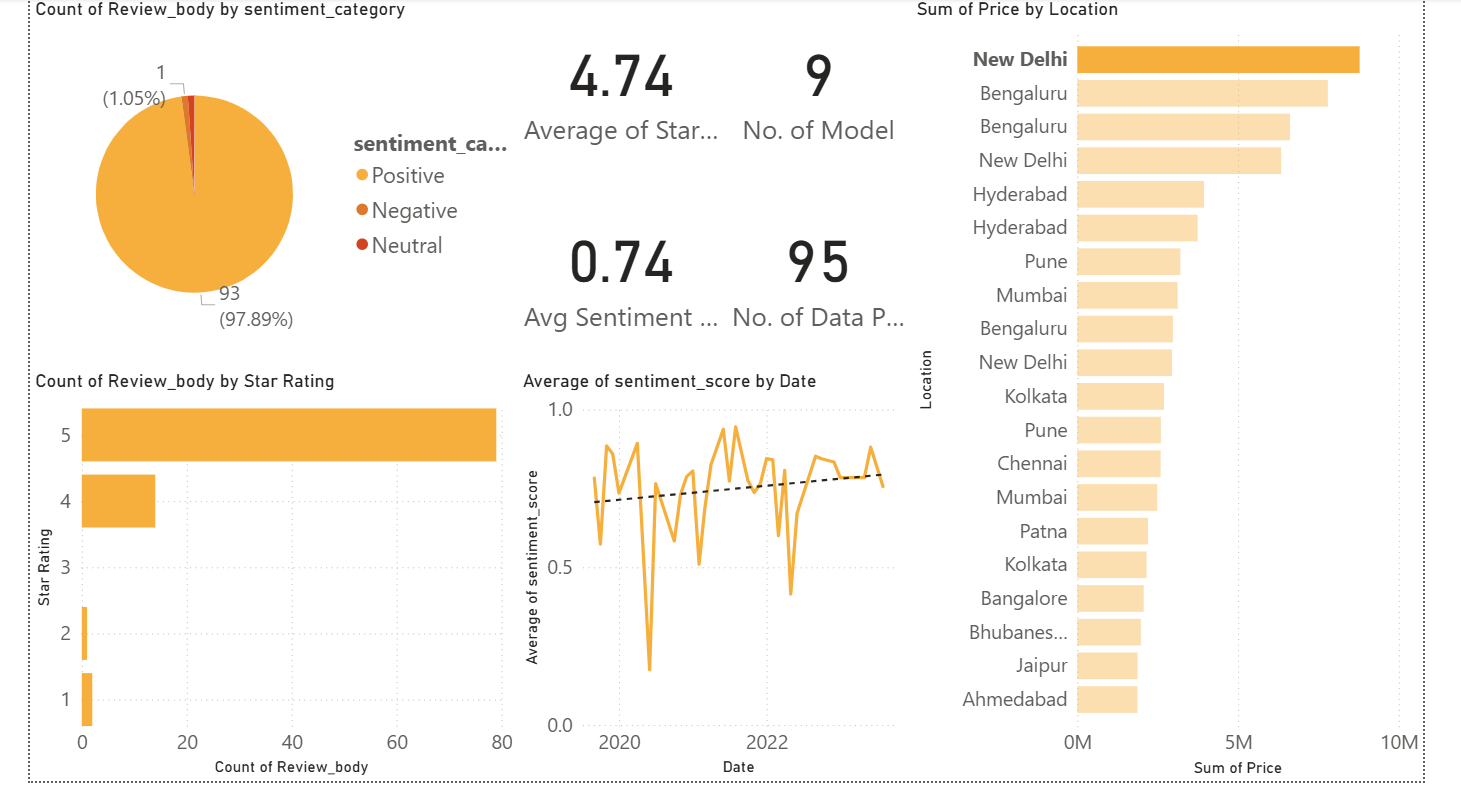 Count of Review_body by sentiment_category
1
(1.05%)
93
(97.89%)
sentiment_ca...
Positive
Negative
Neutral
4.74
Average of Star...
9
No. of Model
0.74
Avg Sentiment ...
95
No. of Data P...
Count of Review_body by Star Rating
Star Rating
5
4
3
2
1
0
20
40
60
80
Count of Review_body
Average of sentiment_score by Date
Average of sentiment_score
1.0
0.5
0.0
2020
2022
Date
Sum of Price by Location
Location
New Delhi
Bengaluru
Bengaluru
New Delhi
Hyderabad
Hyderabad
Pune
Mumbai
Bengaluru
New Delhi
Kolkata
Pune
Chennai
Mumbai
Patna
Kolkata
Bangalore
Bhubanes...
Jaipur
Ahmedabad
0M
5M
10M
Sum of Price